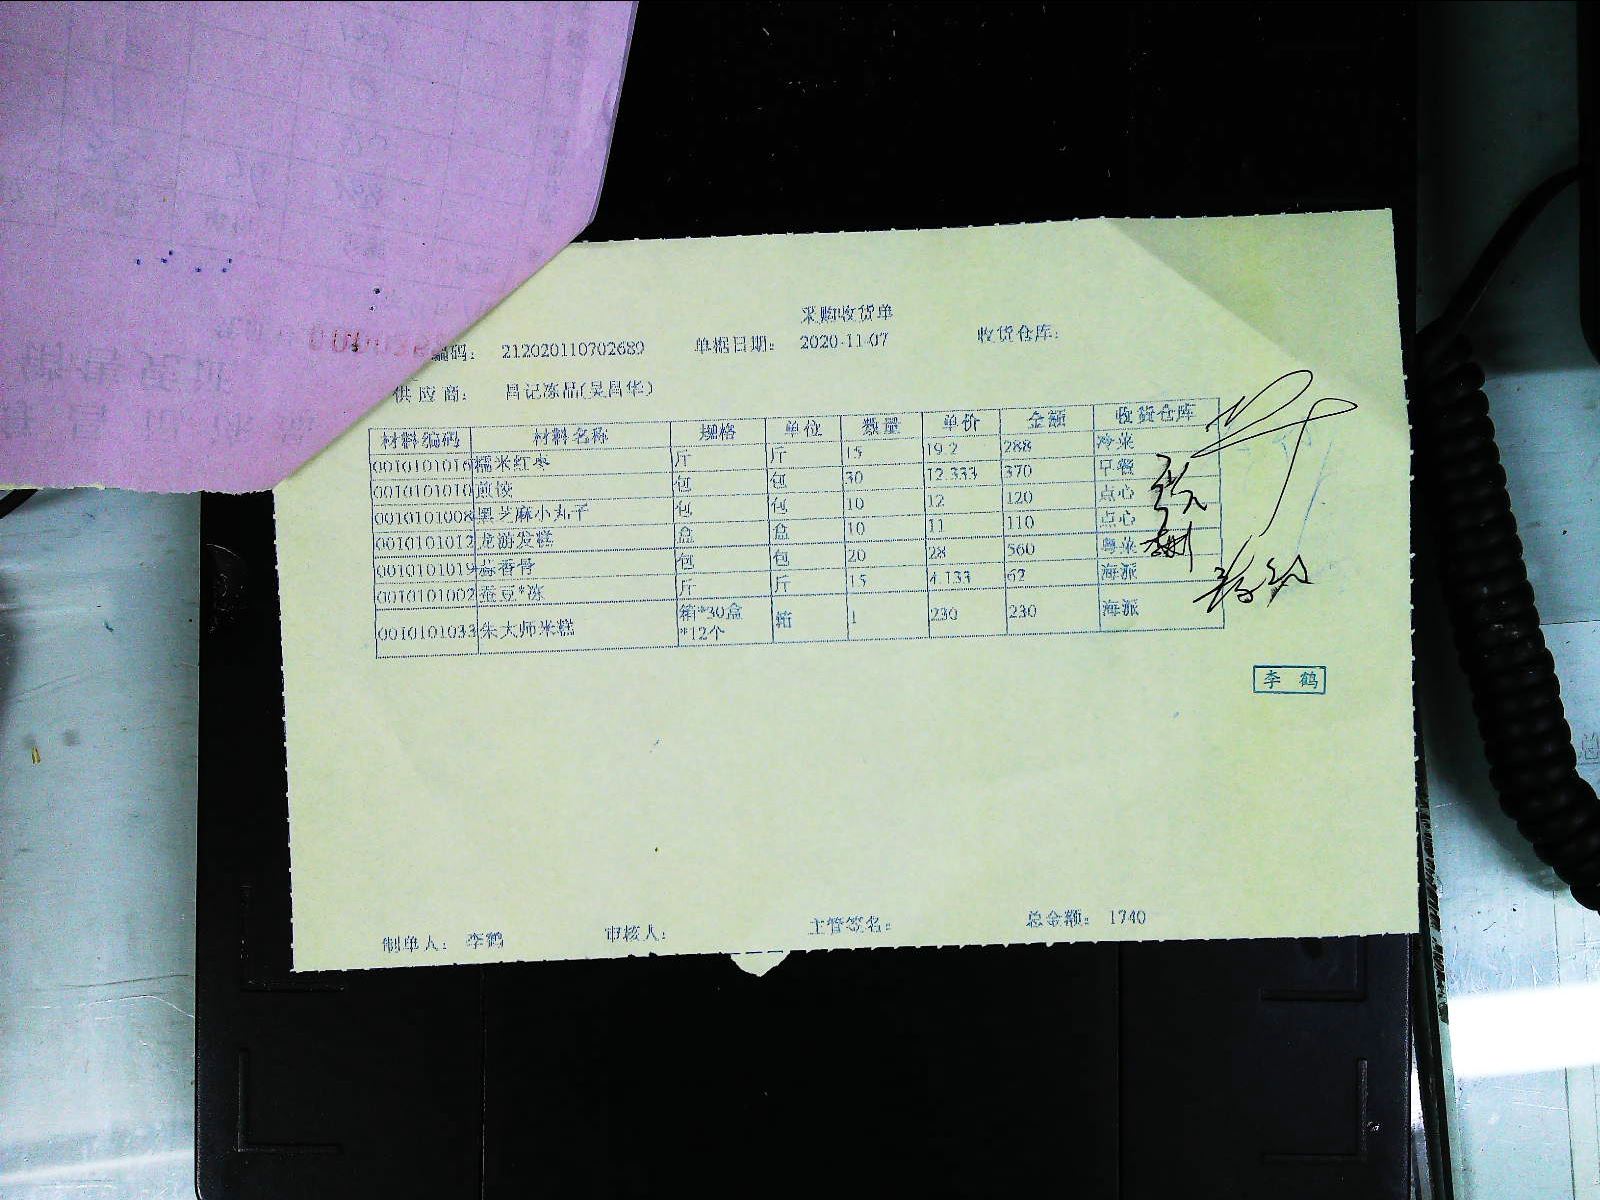 采购收货单
编码： 212020110702689 单据日期： 2020-11-07 收货仓库：
供应商： 昌记冻品(吴昌华)
材料编码 材料名称 规格 单位 数量 单价 金额 收货仓库
0010101016 糯米红枣 斤 斤 15 19.2 288 冷菜
0010101010 煎饺 包 包 30 12.333 370 早餐
0010101008 黑芝麻小丸子 包 包 10 12 120 点心
0010101012 龙游发糕 盒 盒 10 11 110 点心
0010101019 蒜香骨 包 包 20 28 560 粤菜
0010101002 蚕豆*冻 斤 斤 15 4.133 62 海派
0010101033 朱大师米糕 箱*30盒*12个 箱 1 230 230 海派
李鹤
制单人： 李鹤 审核人： 主管签名： 总金额： 1740